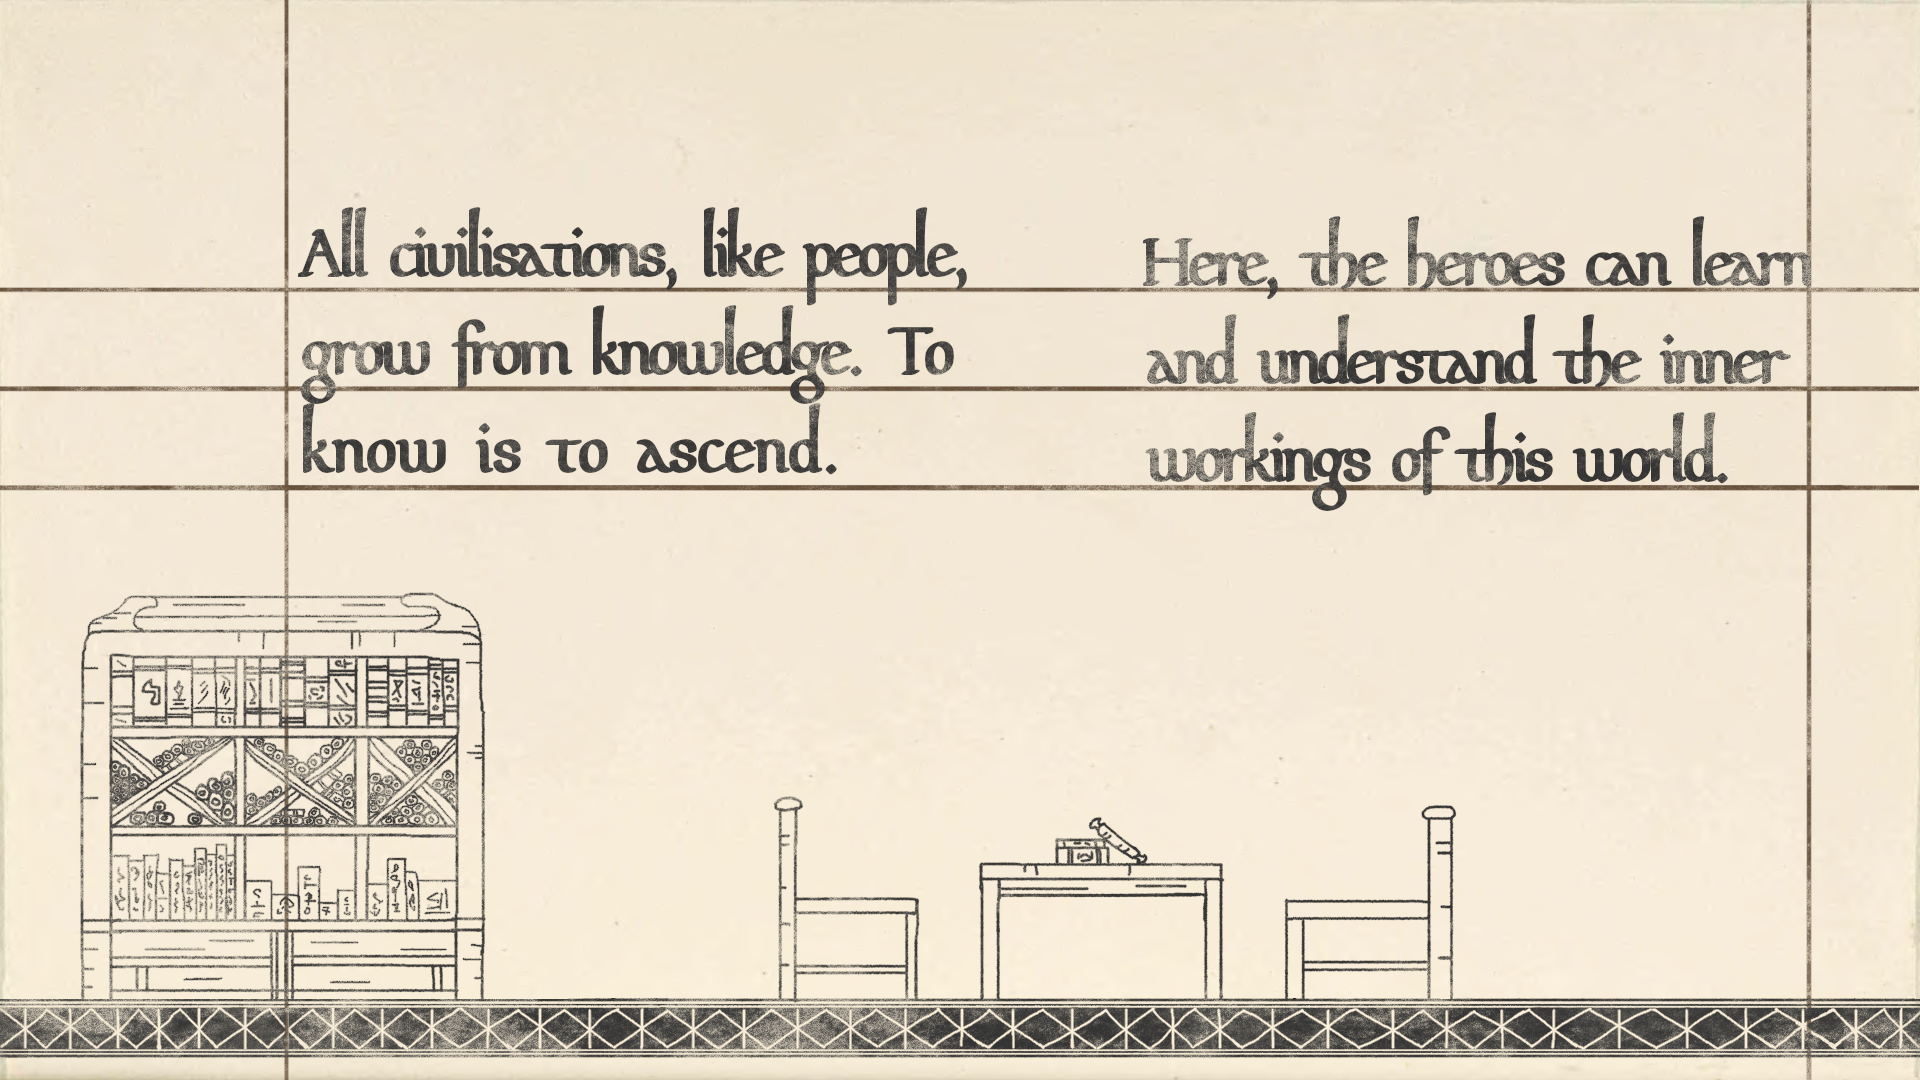 All civilisations, like people,
grow from knowledge. To
know is to ascend.
Here, the heroes can learn
and understand the inner
workings of this world.